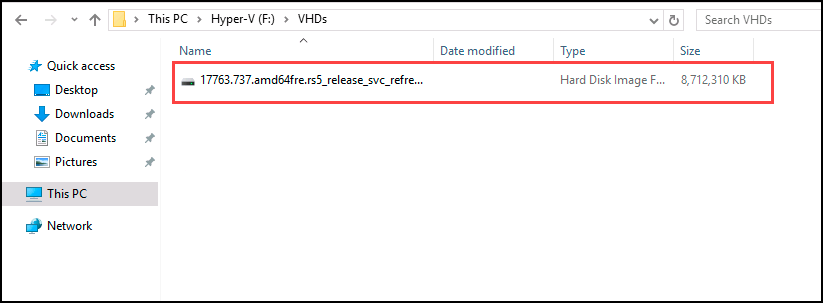 This PC > Hyper-V (F:) > VHDs
Search VHDs
Name Date modified Type Size
Quick access
Desktop
Downloads
Documents
Pictures
This PC
Network
17763.737.amd64fre.rs5_release_svc_refre... Hard Disk Image F... 8,712,310 KB